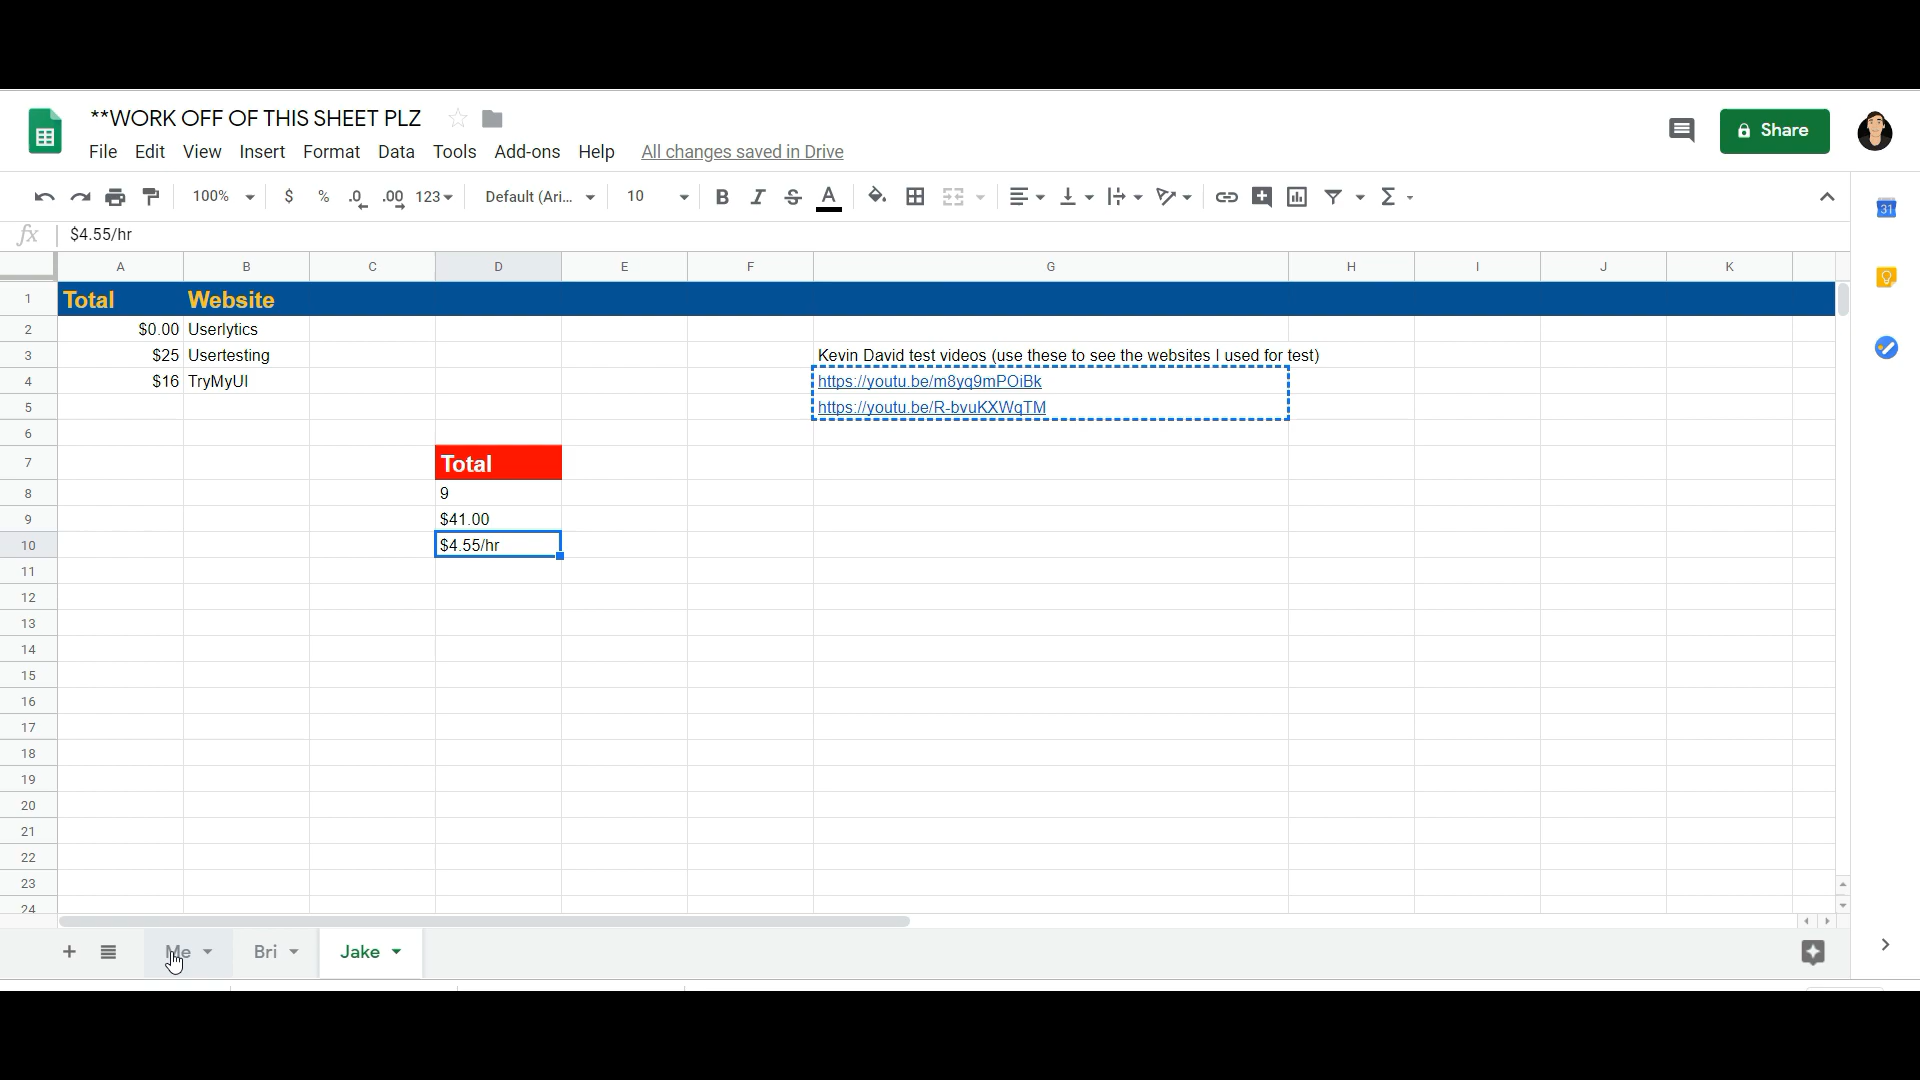 **WORK OFF OF THIS SHEET PLZ
File Edit View Insert Format Data Tools Add-ons Help All changes saved in Drive
Share
100% $ % .0 .00 123 Default (Ari... 10 B I S A Σ
31
fx $4.55/hr
A B C D E F G H I J K
1 Total Website
2 $0.00 Userlytics
3 $25 Usertesting Kevin David test videos (use these to see the websites I used for test)
4 $16 TryMyUI https://youtu.be/m8yq9mPOiBk
5 https://youtu.be/R-bvuKXWqTM
6
7 Total
8 9
9 $41.00
10 $4.55/hr
11
12
13
14
15
16
17
18
19
20
21
22
23
24
+ Me Bri Jake